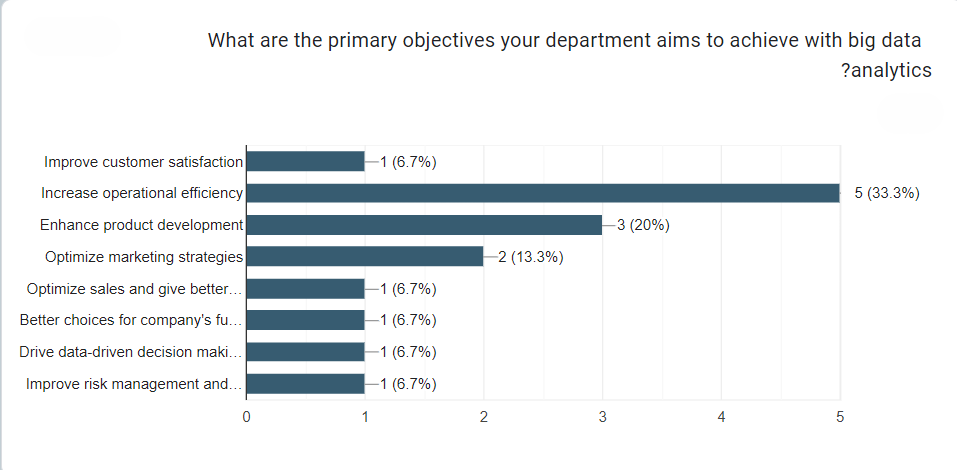 What are the primary objectives your department aims to achieve with big data
?analytics
Improve customer satisfaction 1 (6.7%)
Increase operational efficiency 5 (33.3%)
Enhance product development 3 (20%)
Optimize marketing strategies 2 (13.3%)
Optimize sales and give better... 1 (6.7%)
Better choices for company's fu... 1 (6.7%)
Drive data-driven decision maki... 1 (6.7%)
Improve risk management and... 1 (6.7%)
0 1 2 3 4 5